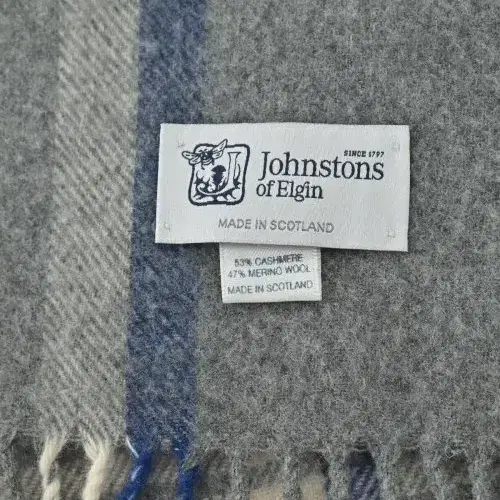 SINCE 1797
Johnstons
of Elgin
MADE IN SCOTLAND
53% CASHMERE
47% MERINO WOOL
MADE IN SCOTLAND